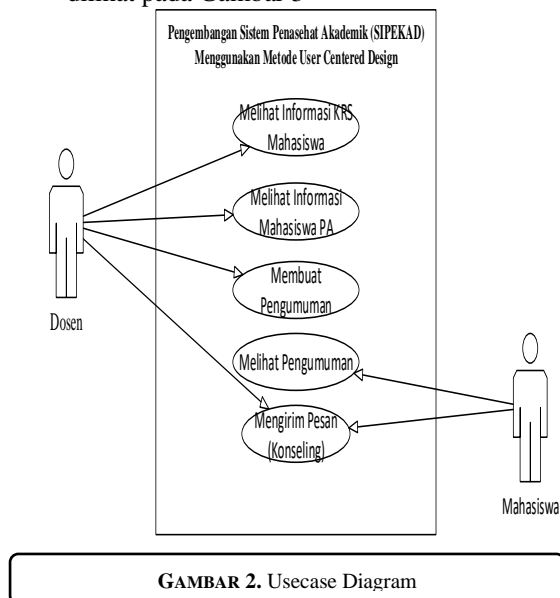 dilihat pada Gambar 3
Pengembangan Sistem Penasehat Akademik (SIPEKAD)
Menggunakan Metode User Centered Design
Melihat Informasi KRS
Mahasiswa
Melihat Informasi
Mahasiswa PA
Membuat
Pengumuman
Dosen
Melihat Pengumuman
Mengirim Pesan
(Konseling)
Mahasiswa
GAMBAR 2. Usecase Diagram